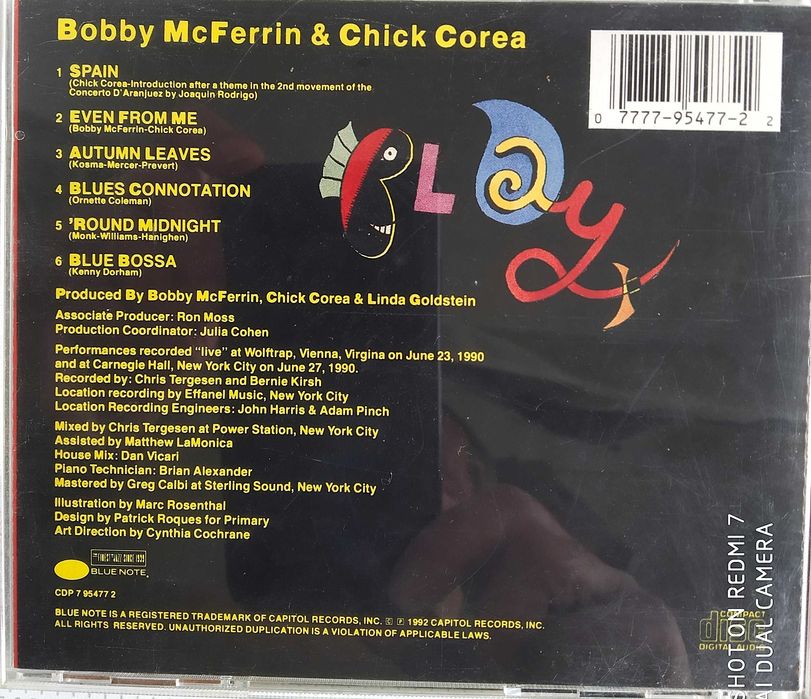 Bobby McFerrin & Chick Corea
0 7777-95477-2 2
Play
1 SPAIN
(Chick Corea-Introduction after a theme in the 2nd movement of the
Concerto D'Aranjuez by Joaquin Rodrigo)
2 EVEN FROM ME
(Bobby McFerrin-Chick Corea)
3 AUTUMN LEAVES
(Kosma-Mercer-Prevert)
4 BLUES CONNOTATION
(Ornette Coleman)
5 'ROUND MIDNIGHT
(Monk-Williams-Hanighen)
6 BLUE BOSSA
(Kenny Dorham)
Produced By Bobby McFerrin, Chick Corea & Linda Goldstein
Associate Producer: Ron Moss
Production Coordinator: Julia Cohen
Performances recorded "live" at Wolftrap, Vienna, Virgina on June 23, 1990
and at Carnegie Hall, New York City on June 27, 1990.
Recorded by: Chris Tergesen and Bernie Kirsh
Location recording by Effanel Music, New York City
Location Recording Engineers: John Harris & Adam Pinch
Mixed by Chris Tergesen at Power Station, New York City
Assisted by Matthew LaMonica
House Mix: Dan Vicari
Piano Technician: Brian Alexander
Mastered by Greg Calbi at Sterling Sound, New York City
Illustration by Marc Rosenthal
Design by Patrick Roques for Primary
Art Direction by Cynthia Cochrane
THE FINEST IN JAZZ SINCE 1939
BLUE NOTE
CDP 7 95477 2
BLUE NOTE IS A REGISTERED TRADEMARK OF CAPITOL RECORDS, INC. © ℗ 1992 CAPITOL RECORDS, INC.
ALL RIGHTS RESERVED. UNAUTHORIZED DUPLICATION IS A VIOLATION OF APPLICABLE LAWS.
COMPACT
disc
DIGITAL AUDIO
SHOT ON REDMI 7
AI DUAL CAMERA